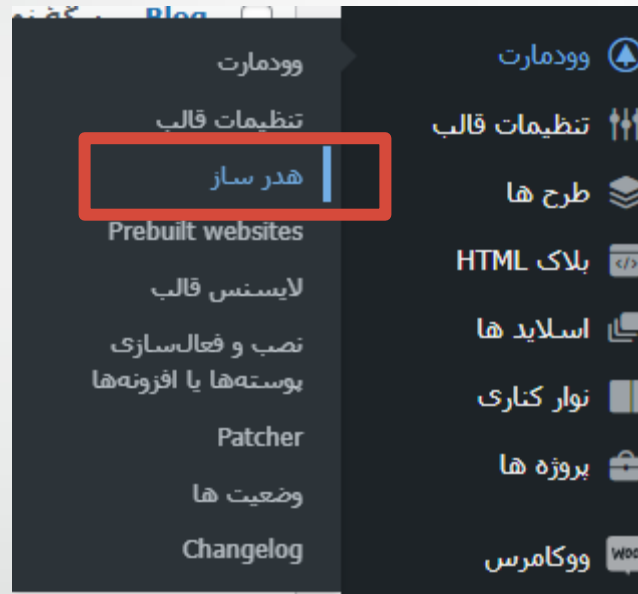 Blog
وودمارت
تنظیمات قالب
طرح ها
بلاک HTML
اسلاید ها
نوار کناری
پروژه ها
ووکامرس
وودمارت
تنظیمات قالب
هدر ساز
Prebuilt websites
لایسنس قالب
نصب و فعال‌سازی
پوسته‌ها یا افزونه‌ها
Patcher
وضعیت ها
Changelog